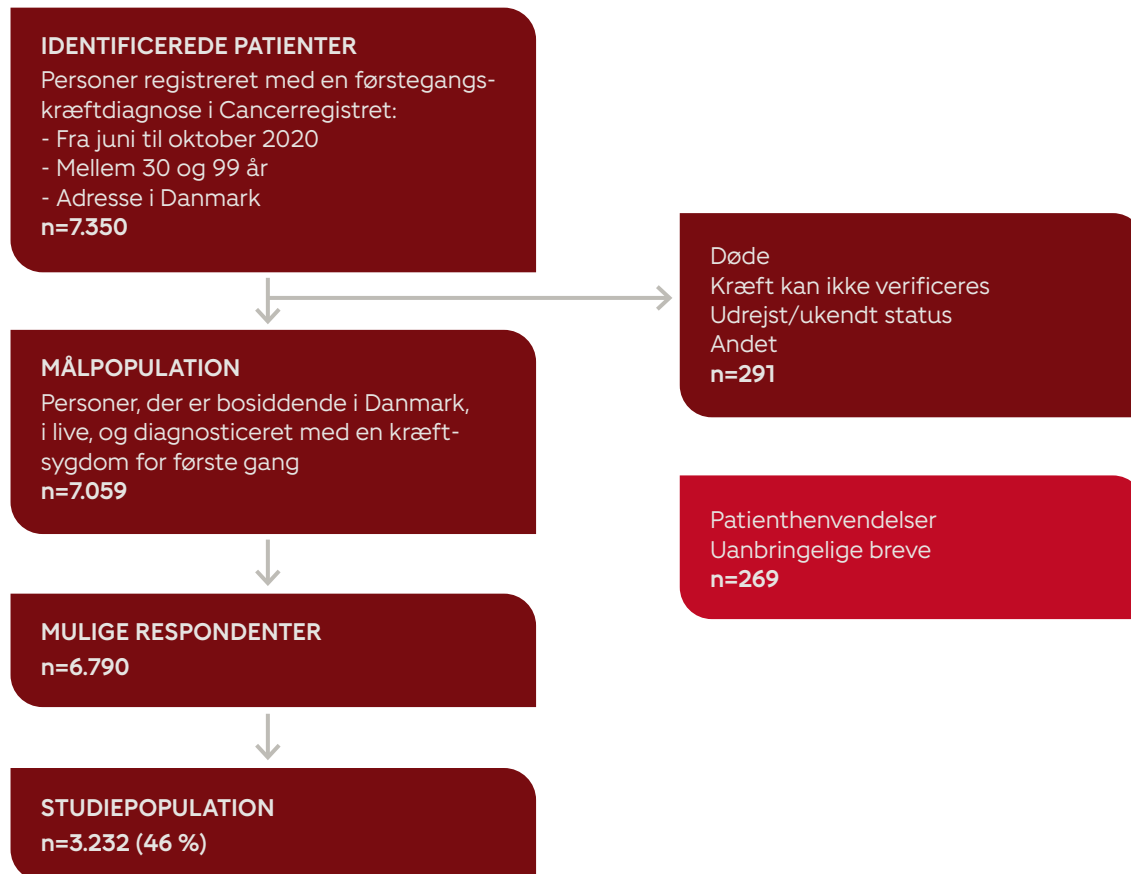 IDENTIFICEREDE PATIENTER
Personer registreret med en førstegangs-
kræftdiagnose i Cancerregistret:
- Fra juni til oktober 2020
- Mellem 30 og 99 år
- Adresse i Danmark
n=7.350
Døde
Kræft kan ikke verificeres
Udrejst/ukendt status
Andet
n=291
MÅLPOPULATION
Personer, der er bosiddende i Danmark,
i live, og diagnosticeret med en kræft-
sygdom for første gang
n=7.059
Patienthenvendelser
Uanbringelige breve
n=269
MULIGE RESPONDENTER
n=6.790
STUDIEPOPULATION
n=3.232 (46 %)